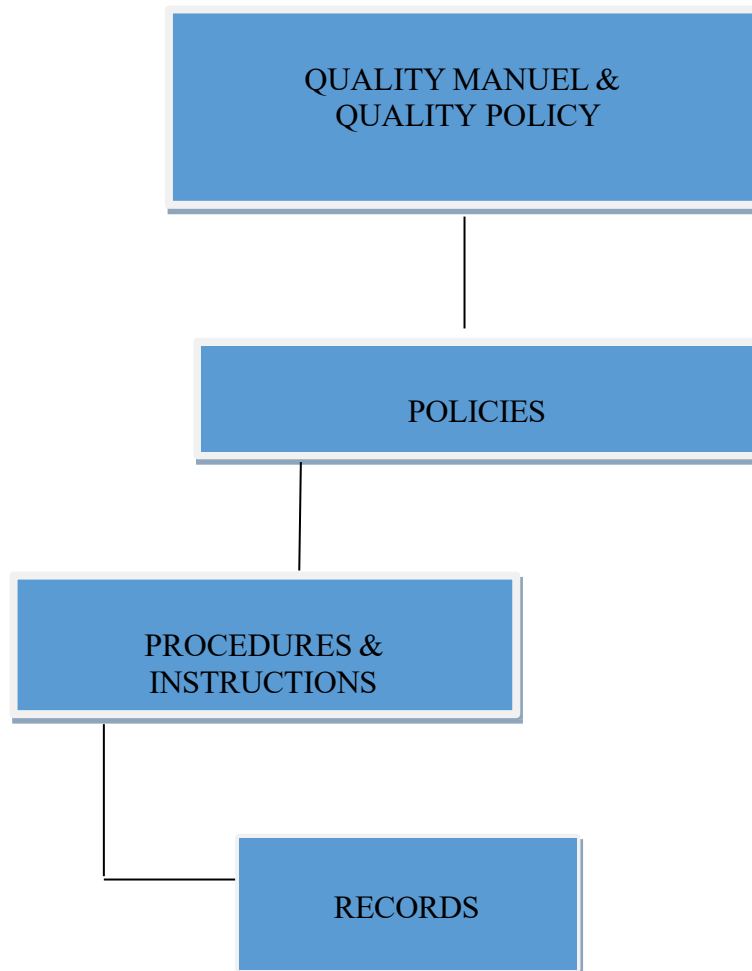 QUALITY MANUEL &
QUALITY POLICY
POLICIES
PROCEDURES &
INSTRUCTIONS
RECORDS